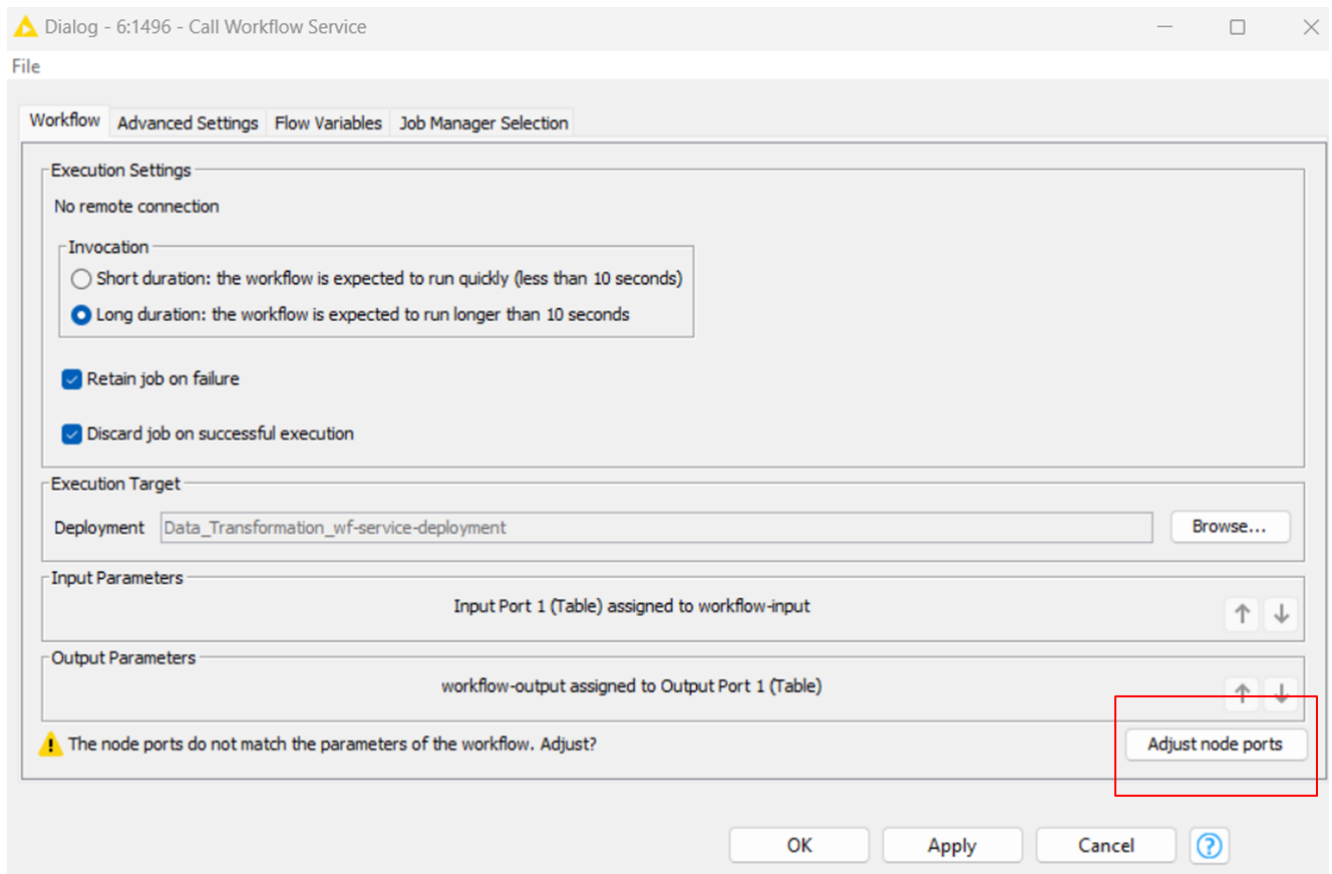 Dialog - 6:1496 - Call Workflow Service
File
Workflow Advanced Settings Flow Variables Job Manager Selection
Execution Settings
No remote connection
Invocation
Short duration: the workflow is expected to run quickly (less than 10 seconds)
Long duration: the workflow is expected to run longer than 10 seconds
Retain job on failure
Discard job on successful execution
Execution Target
Deployment Data_Transformation_wf-service-deployment Browse...
Input Parameters
Input Port 1 (Table) assigned to workflow-input
Output Parameters
workflow-output assigned to Output Port 1 (Table)
The node ports do not match the parameters of the workflow. Adjust? Adjust node ports
OK Apply Cancel ?